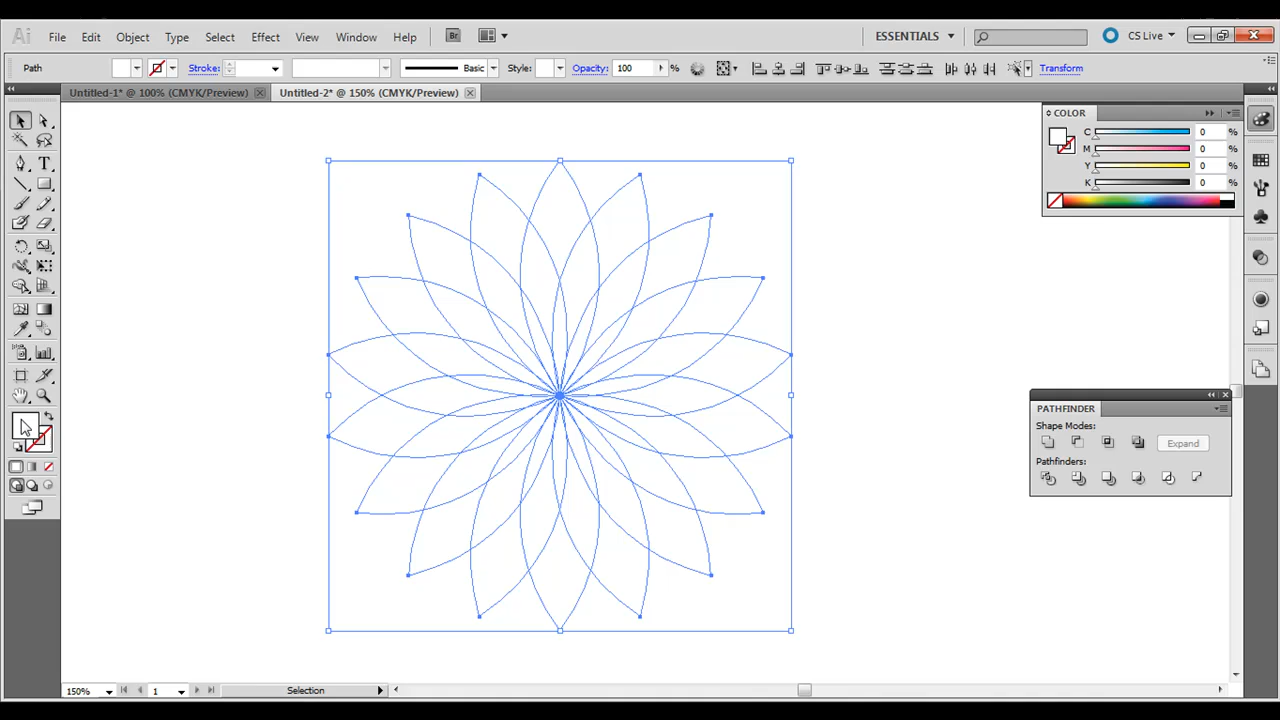 Ai File Edit Object Type Select Effect View Window Help Br ESSENTIALS CS Live
Path Stroke: Basic Style: Opacity: 100 % Transform
Untitled-1* @ 100% (CMYK/Preview) Untitled-2* @ 150% (CMYK/Preview)
COLOR
C 0 %
M 0 %
Y 0 %
K 0 %
PATHFINDER
Shape Modes:
Expand
Pathfinders:
150% 1 Selection